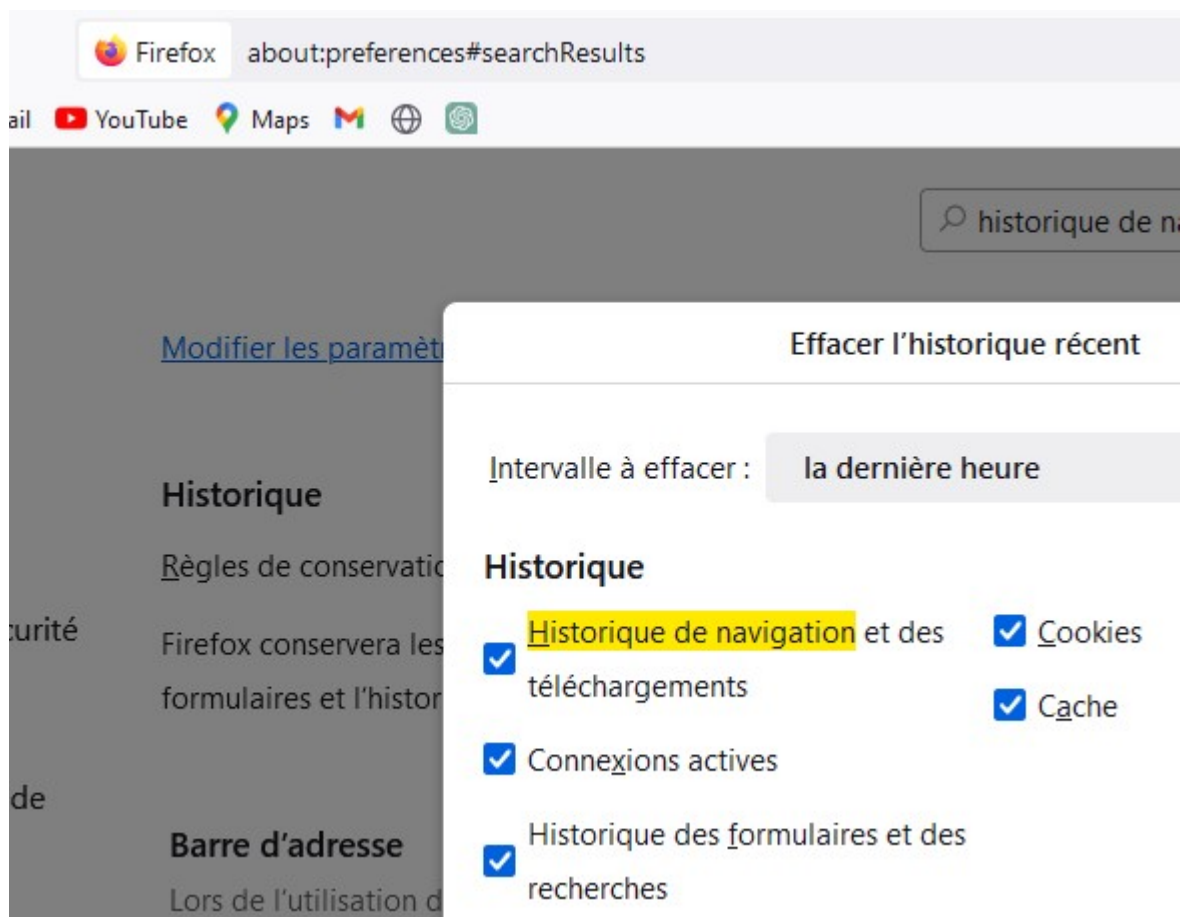 Firefox about:preferences#searchResults
ail YouTube Maps
historique de na
Modifier les paramètr
Effacer l’historique récent
Intervalle à effacer : la dernière heure
Historique
Règles de conservatio
Historique
Historique de navigation et des
téléchargements
Cookies
curité
Firefox conservera les
formulaires et l’histor
Cache
Connexions actives
de
Barre d’adresse
Historique des formulaires et des
recherches
Lors de l’utilisation d